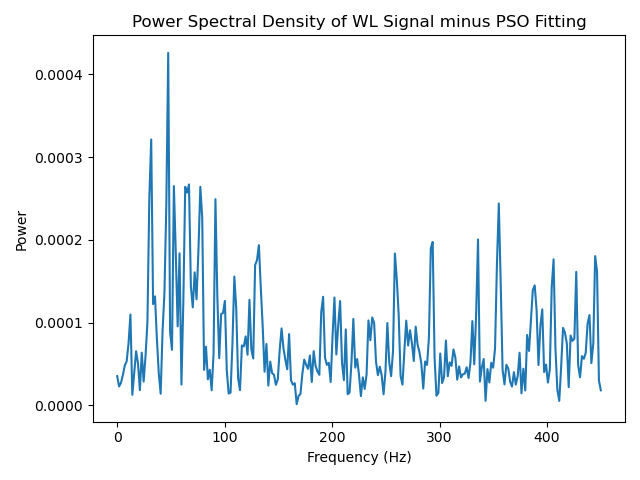 Power Spectral Density of WL Signal minus PSO Fitting
0.0004
0.0003
0.0002
0.0001
0.0000
Power
0 100 200 300 400
Frequency (Hz)